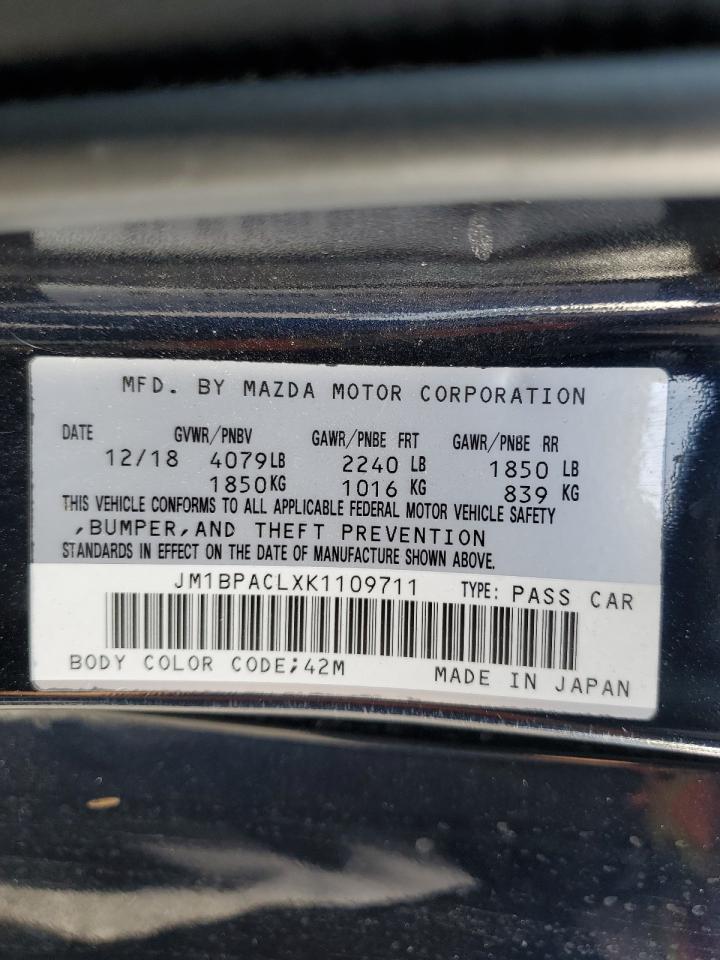 MFD. BY MAZDA MOTOR CORPORATION
DATE GVWR/PNBV GAWR/PNBE FRT GAWR/PNBE RR
12/18 4079LB 2240 LB 1850 LB
1850KG 1016 KG 839 KG
THIS VEHICLE CONFORMS TO ALL APPLICABLE FEDERAL MOTOR VEHICLE SAFETY
,BUMPER,AND THEFT PREVENTION
STANDARDS IN EFFECT ON THE DATE OF MANUFACTURE SHOWN ABOVE.
JM1BPACLXK1109711 TYPE: PASS CAR
BODY COLOR CODE;42M MADE IN JAPAN